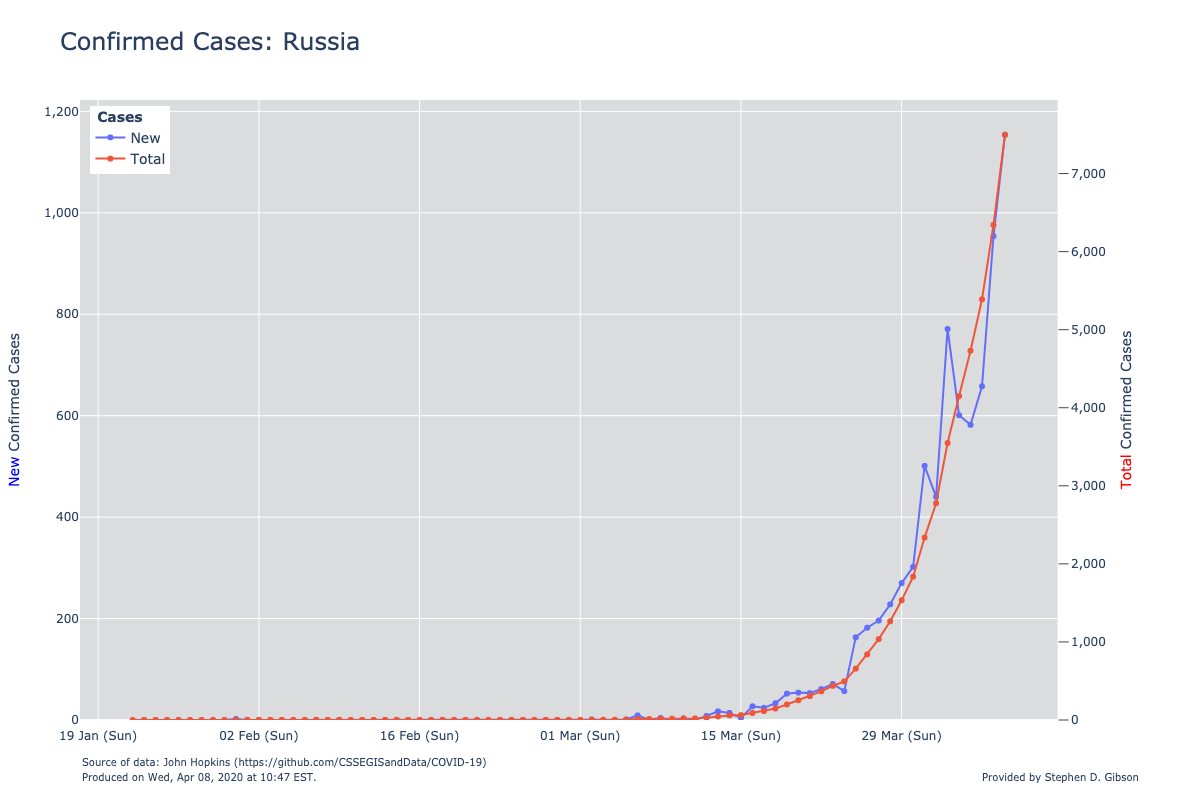 Confirmed Cases: Russia
Cases
New
Total
1,200
1,000
800
600
400
200
0
New Confirmed Cases
7,000
6,000
5,000
4,000
3,000
2,000
1,000
0
Total Confirmed Cases
19 Jan (Sun) 02 Feb (Sun) 16 Feb (Sun) 01 Mar (Sun) 15 Mar (Sun) 29 Mar (Sun)
Source of data: John Hopkins (https://github.com/CSSEGISandData/COVID-19)
Produced on Wed, Apr 08, 2020 at 10:47 EST.
Provided by Stephen D. Gibson